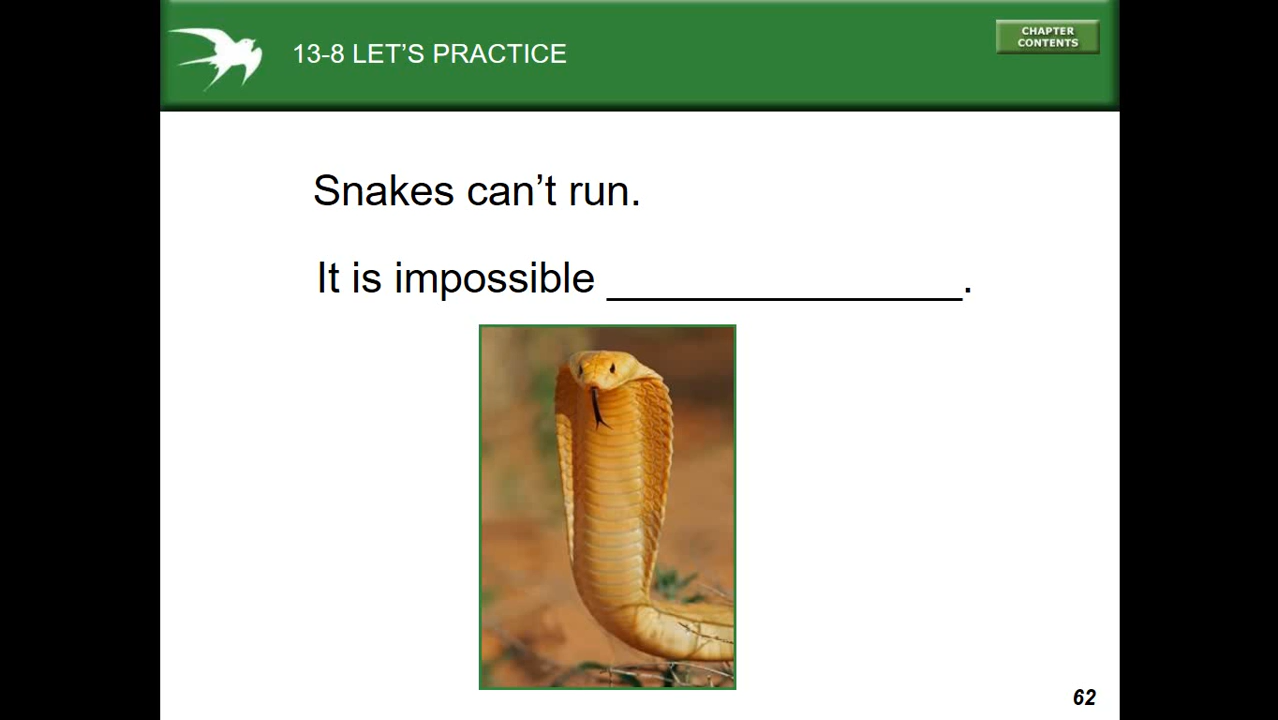 13-8 LET’S PRACTICE
CHAPTER
CONTENTS
Snakes can’t run.
It is impossible _______________.
62